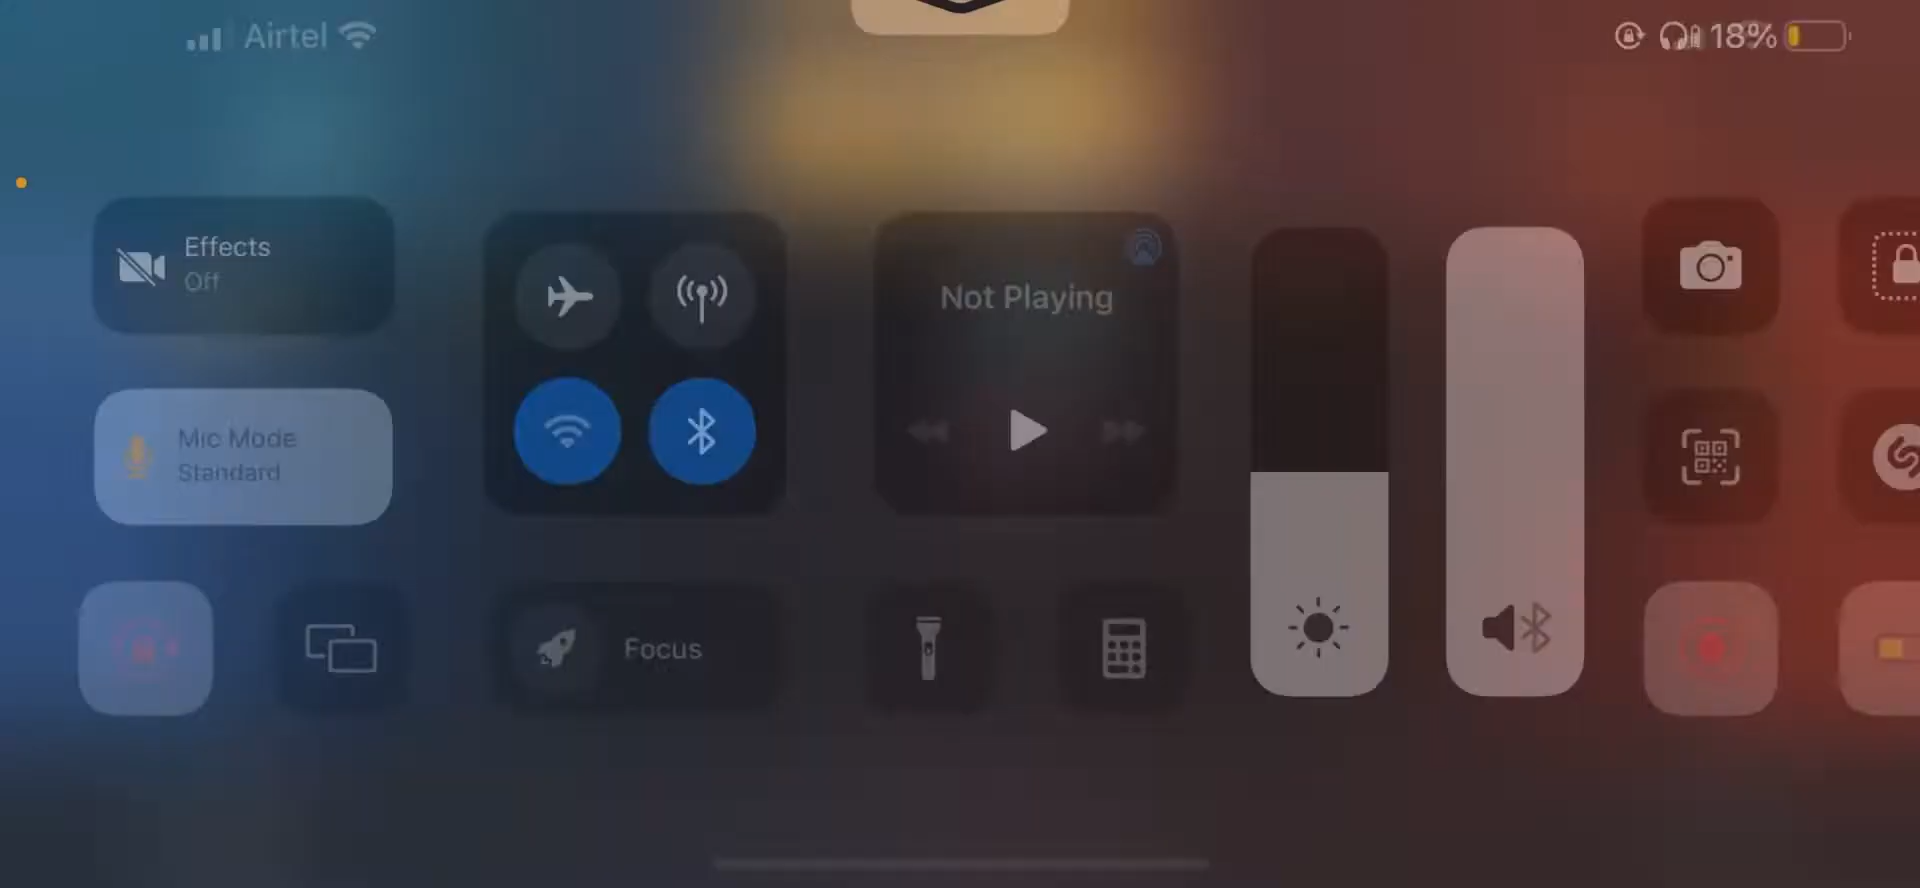 Airtel
18%
Effects
Off
Not Playing
Mic Mode
Standard
Focus